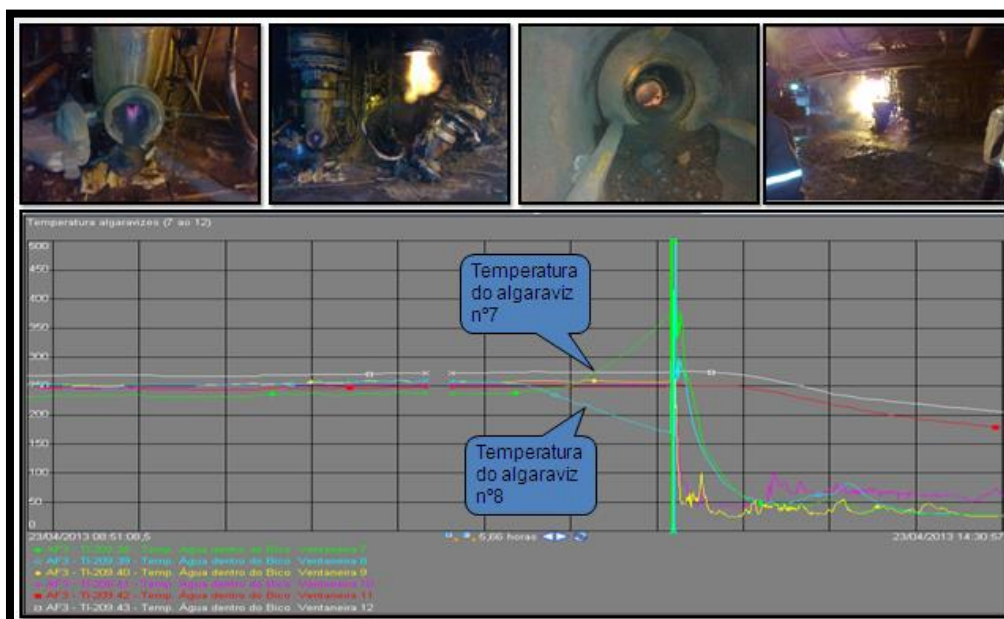 Temperatura algaravizes (7 ao 12)
500
450
400
350
300
250
200
150
100
50
0
Temperatura
do algaraviz
nº7
Temperatura
do algaraviz
nº8
23/04/2013 08:51:00,5
5,66 horas
23/04/2013 14:30:57
AF3 - TI-209.38 - Temp. Água dentro do Bico Ventaneira 7
AF3 - TI-209.39 - Temp. Água dentro do Bico Ventaneira 8
AF3 - TI-209.40 - Temp. Água dentro do Bico Ventaneira 9
AF3 - TI-209.41 - Temp. Água dentro do Bico Ventaneira 10
AF3 - TI-209.42 - Temp. Água dentro do Bico Ventaneira 11
AF3 - TI-209.43 - Temp. Água dentro do Bico Ventaneira 12